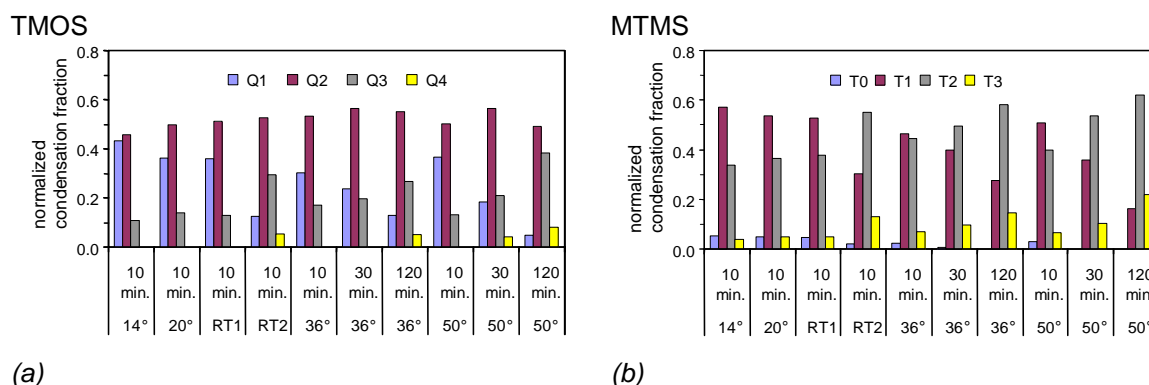 TMOS
MTMS
normalized
condensation fraction
0.8
0.6
0.4
0.2
0.0
Q1 Q2 Q3 Q4
10 10 10 10 10 30 120 10 30 120
min. min. min. min. min. min. min. min. min. min.
14° 20° RT1 RT2 36° 36° 36° 50° 50° 50°
normalized
condensation fraction
0.8
0.6
0.4
0.2
0.0
T0 T1 T2 T3
10 10 10 10 10 30 120 10 30 120
min. min. min. min. min. min. min. min. min. min.
14° 20° RT1 RT2 36° 36° 36° 50° 50° 50°
(a)
(b)